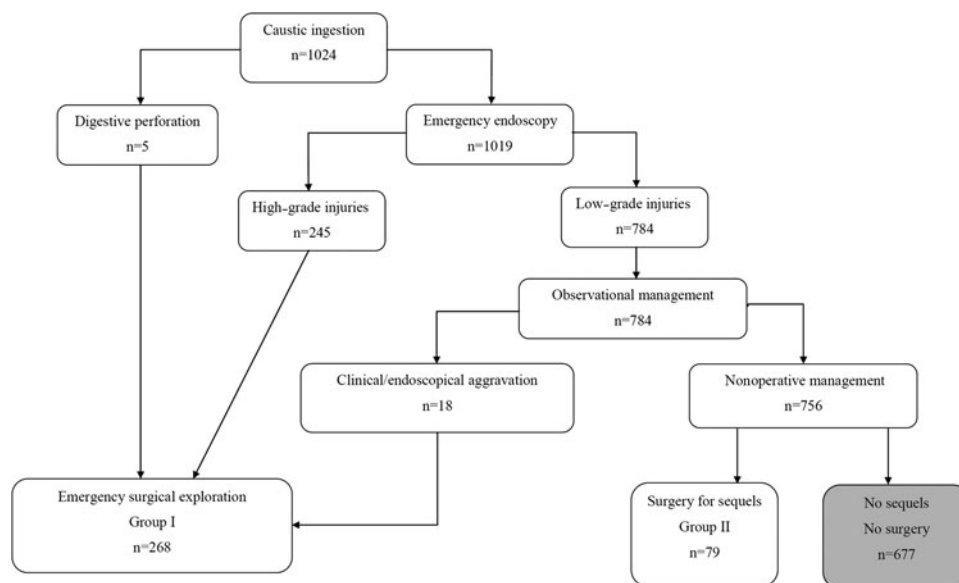 Caustic ingestion
n=1024
Digestive perforation
n=5
Emergency endoscopy
n=1019
High-grade injuries
n=245
Low-grade injuries
n=784
Observational management
n=784
Clinical/endoscopical aggravation
n=18
Nonoperative management
n=756
Emergency surgical exploration
Group I
n=268
Surgery for sequels
Group II
n=79
No sequels
No surgery
n=677